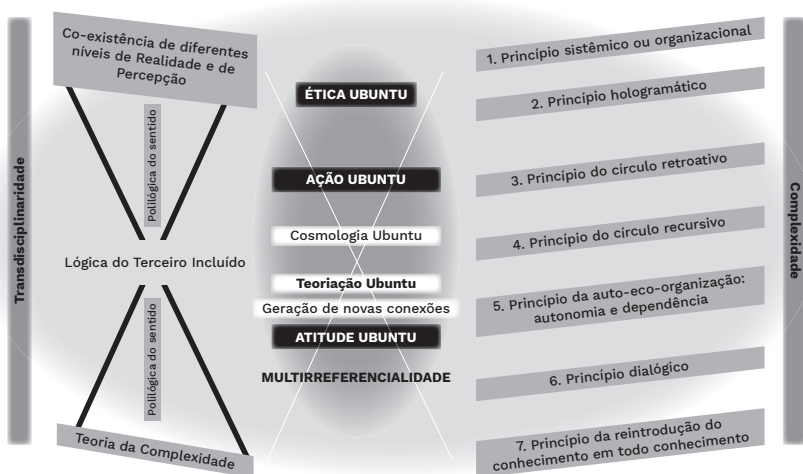 Transdisciplinaridade
Co-existência de diferentes
níveis de Realidade e de
Percepção
Polilógica do sentido
Lógica do Terceiro Incluído
Polilógica do sentido
Teoria da Complexidade
ÉTICA UBUNTU
AÇÃO UBUNTU
Cosmologia Ubuntu
Teoriação Ubuntu
Geração de novas conexões
ATITUDE UBUNTU
MULTIRREFERENCIALIDADE
1. Princípio sistêmico ou organizacional
2. Princípio hologramático
3. Princípio do círculo retroativo
4. Princípio do círculo recursivo
5. Princípio da auto-eco-organização:
autonomia e dependência
6. Princípio dialógico
7. Princípio da reintrodução do
conhecimento em todo conhecimento
Complexidade